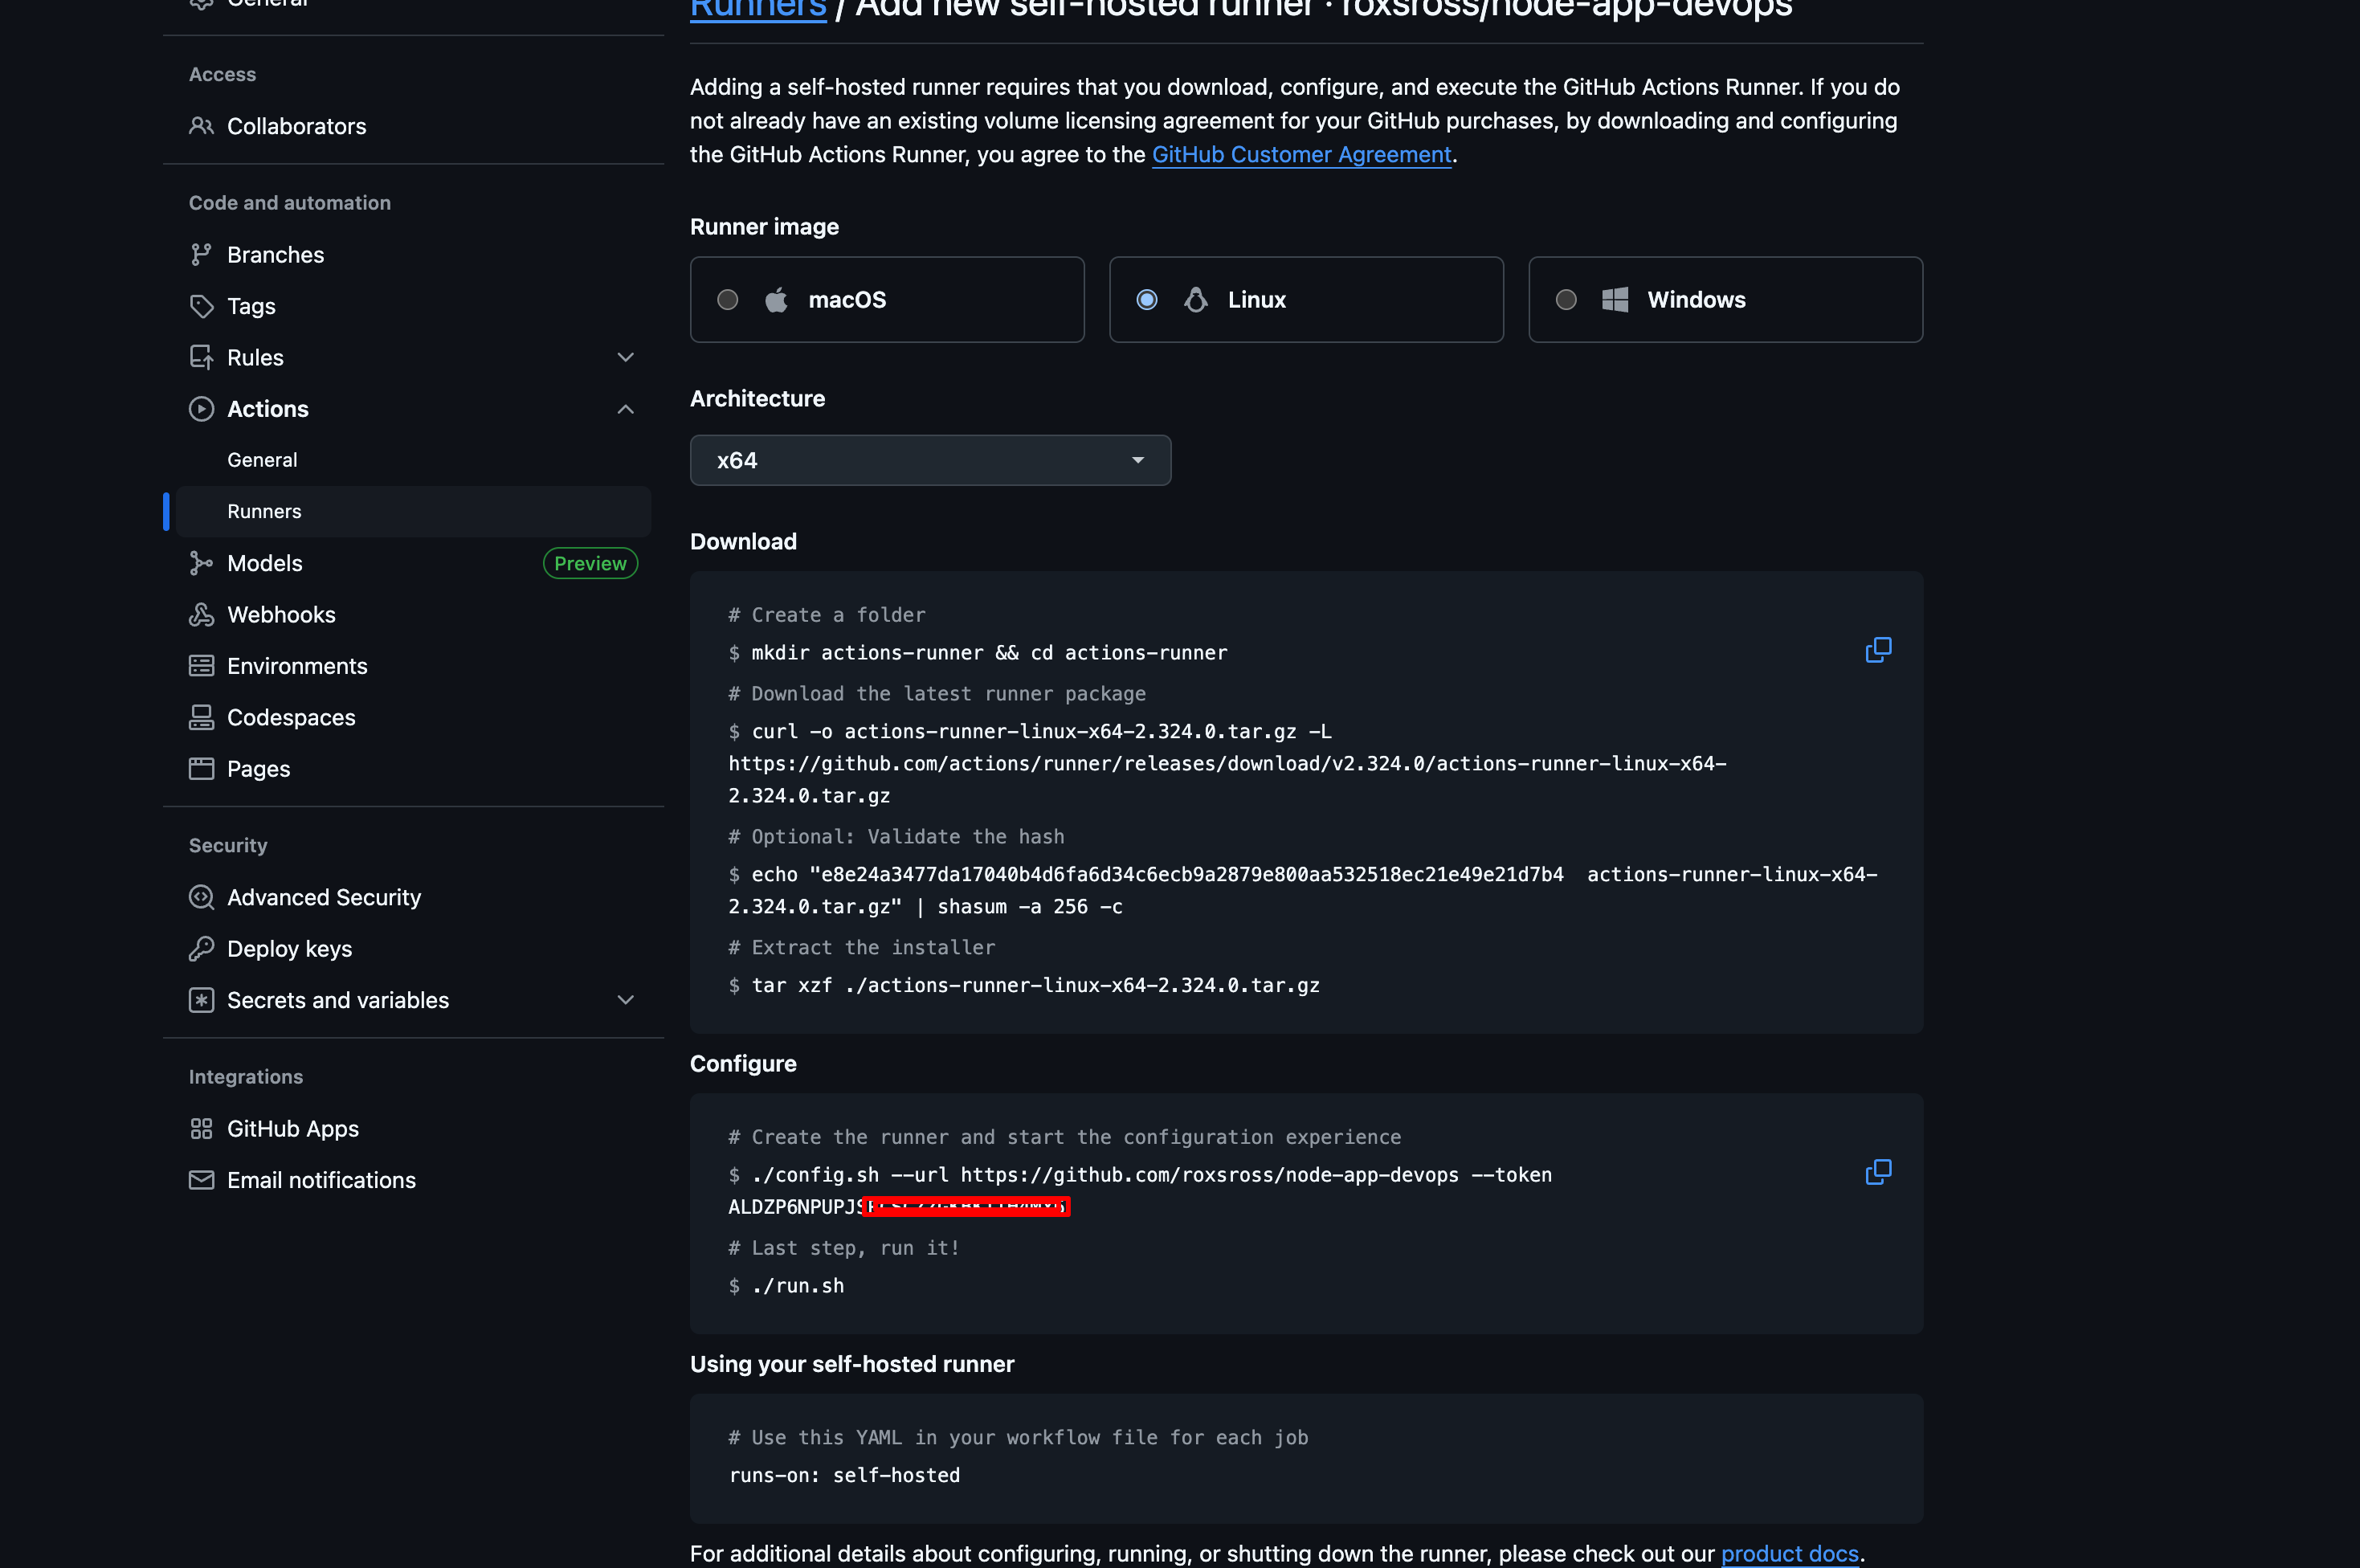 General
Access
Collaborators
Code and automation
Branches
Tags
Rules
Actions
General
Runners
Models Preview
Webhooks
Environments
Codespaces
Pages
Security
Advanced Security
Deploy keys
Secrets and variables
Integrations
GitHub Apps
Email notifications
Runners / Add new self-hosted runner · roxsross/node-app-devops
Adding a self-hosted runner requires that you download, configure, and execute the GitHub Actions Runner. If you do
not already have an existing volume licensing agreement for your GitHub purchases, by downloading and configuring
the GitHub Actions Runner, you agree to the GitHub Customer Agreement.
Runner image
macOS Linux Windows
Architecture
x64
Download
# Create a folder
$ mkdir actions-runner && cd actions-runner
# Download the latest runner package
$ curl -o actions-runner-linux-x64-2.324.0.tar.gz -L
https://github.com/actions/runner/releases/download/v2.324.0/actions-runner-linux-x64-
2.324.0.tar.gz
# Optional: Validate the hash
$ echo "e8e24a3477da17040b4d6fa6d34c6ecb9a2879e800aa532518ec21e49e21d7b4  actions-runner-linux-x64-
2.324.0.tar.gz" | shasum -a 256 -c
# Extract the installer
$ tar xzf ./actions-runner-linux-x64-2.324.0.tar.gz
Configure
# Create the runner and start the configuration experience
$ ./config.sh --url https://github.com/roxsross/node-app-devops --token
# Last step, run it!
$ ./run.sh
Using your self-hosted runner
# Use this YAML in your workflow file for each job
runs-on: self-hosted
For additional details about configuring, running, or shutting down the runner, please check out our product docs.